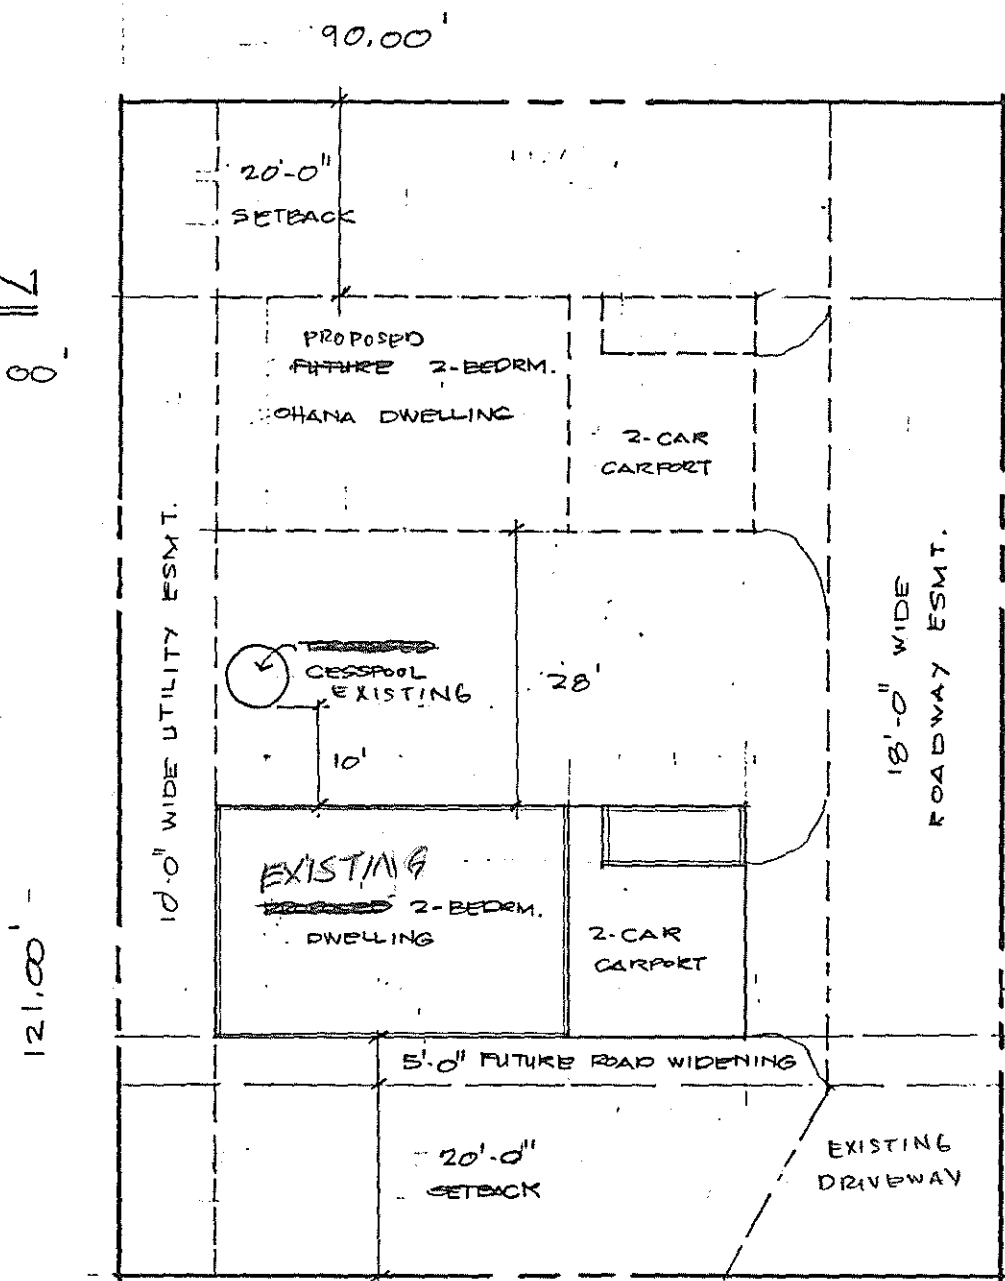 90.00'
20'-0"
SETBACK
8
PROPOSED
FUTURE 2-BEDRM.
OHANA DWELLING
2-CAR
CARPORT
10'-0" WIDE UTILITY ESMT.
18'-0" WIDE
ROADWAY ESMT.
CESSPOOL
EXISTING
28'
10'
EXISTING
2-BEDRM.
DWELLING
2-CAR
CARPORT
121.00'
5'-0" FUTURE ROAD WIDENING
20'-0"
SETBACK
EXISTING
DRIVEWAY